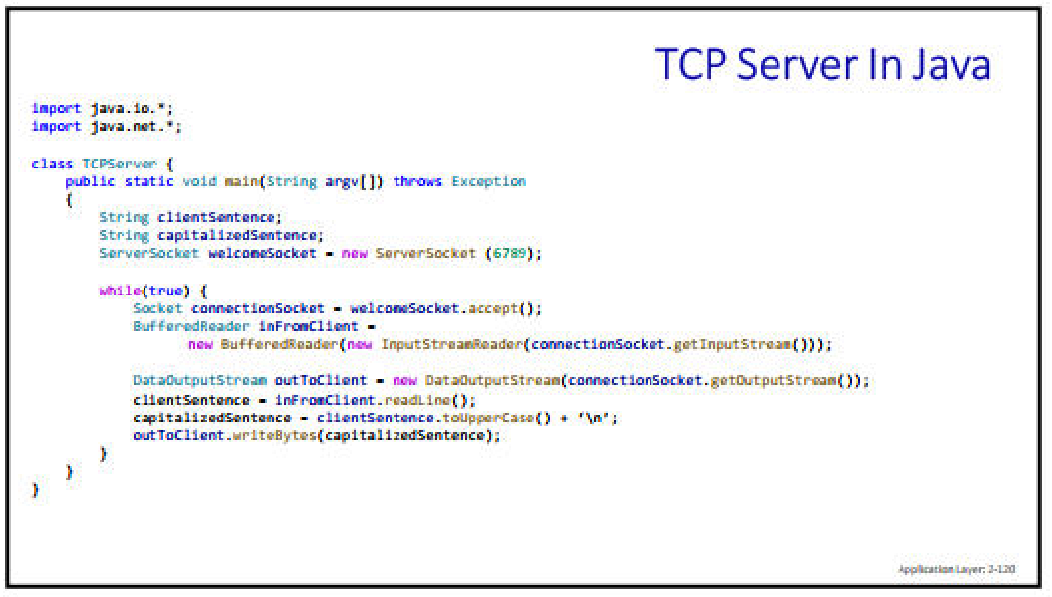 TCP Server In Java
import java.io.*;
import java.net.*;
class TCPServer {
public static void main(String argv[]) throws Exception
{
String clientSentence;
String capitalizedSentence;
ServerSocket welcomeSocket = new ServerSocket (6789);
while(true) {
Socket connectionSocket = welcomeSocket.accept();
BufferedReader inFromClient =
new BufferedReader(new InputStreamReader(connectionSocket.getInputStream()));
DataOutputStream outToClient = new DataOutputStream(connectionSocket.getOutputStream());
clientSentence = inFromClient.readLine();
capitalizedSentence = clientSentence.toUpperCase() + '\n';
outToClient.writeBytes(capitalizedSentence);
}
}
}
Application Layer: 2-120